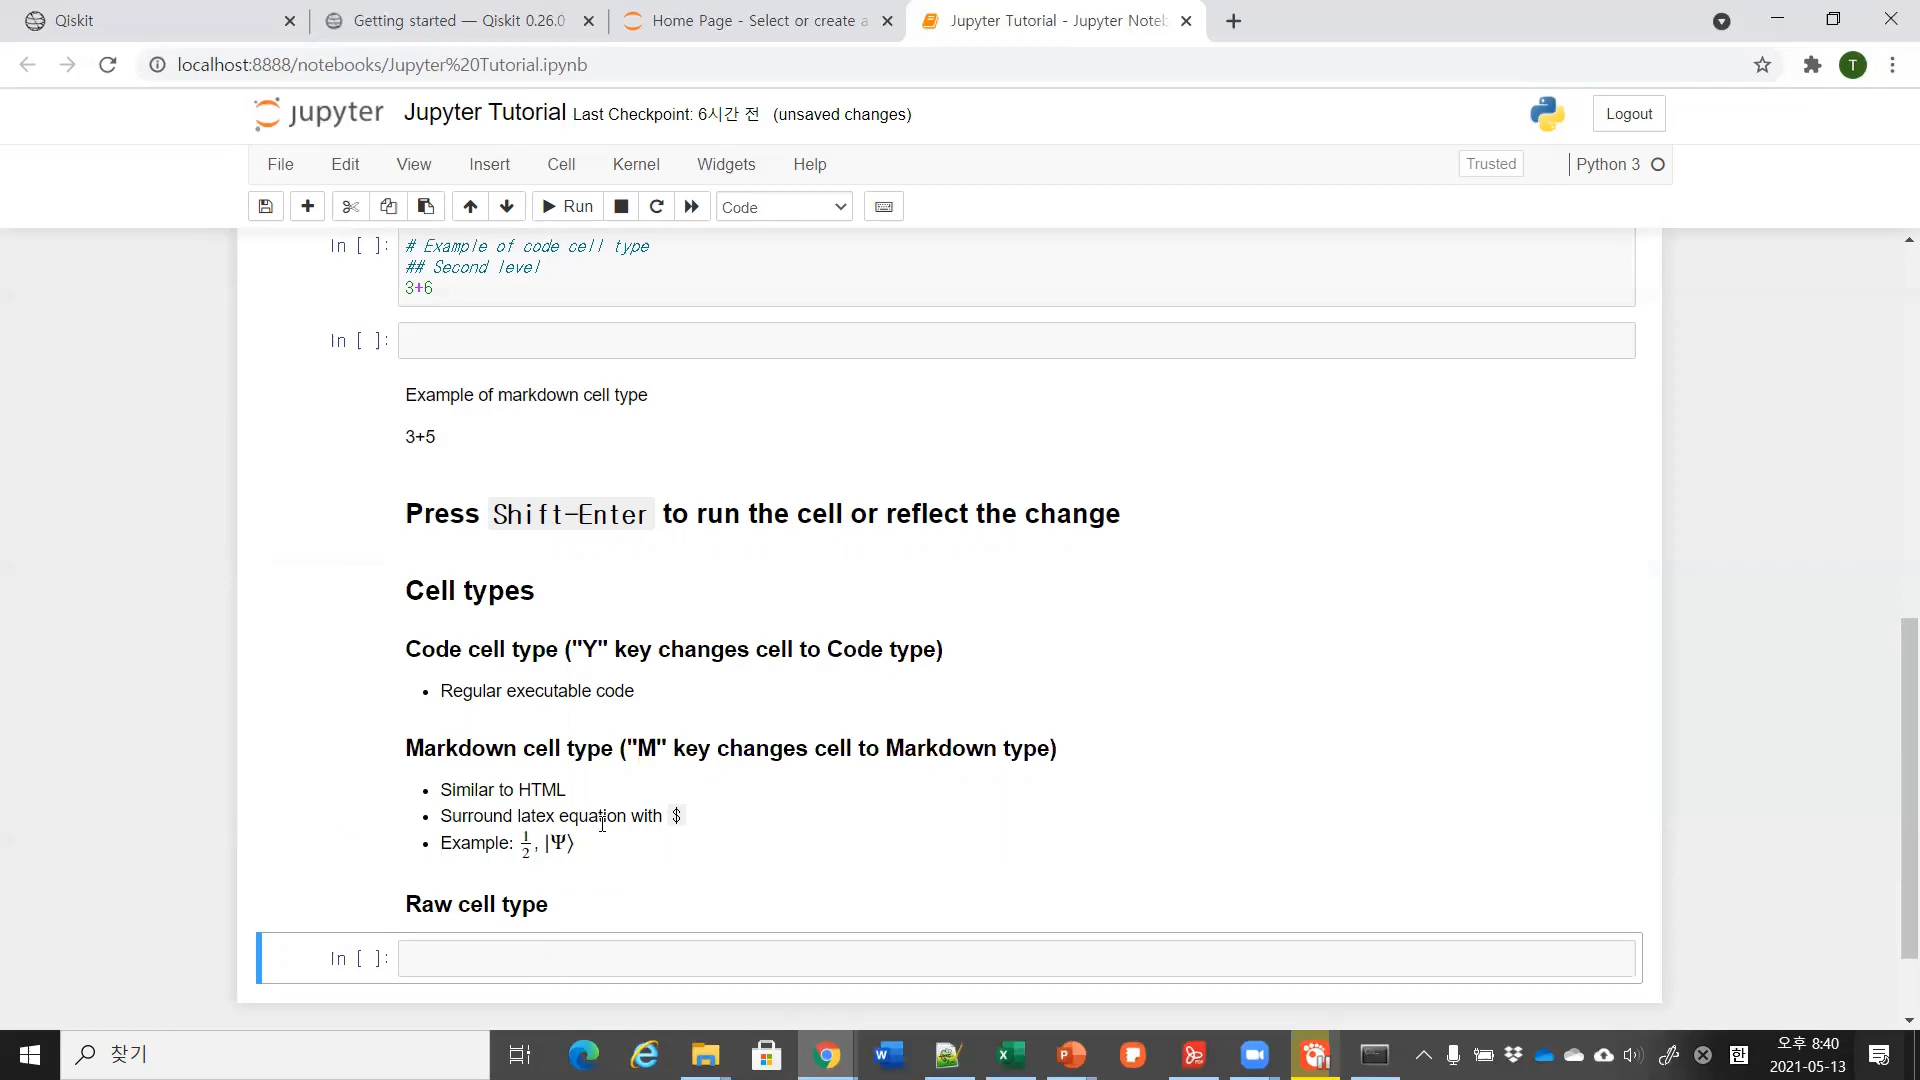 Qiskit
Getting started — Qiskit 0.26.0
Home Page - Select or create a
Jupyter Tutorial - Jupyter Noteb
localhost:8888/notebooks/Jupyter%20Tutorial.ipynb
T
jupyter Jupyter Tutorial Last Checkpoint: 6시간 전 (unsaved changes)
Logout
File Edit View Insert Cell Kernel Widgets Help
Trusted
Python 3
Run
Code
In [ ]:
# Example of code cell type
## Second level
3+6
In [ ]:
Example of markdown cell type
3+5
Press Shift-Enter to run the cell or reflect the change
Cell types
Code cell type ("Y" key changes cell to Code type)
• Regular executable code
Markdown cell type ("M" key changes cell to Markdown type)
• Similar to HTML
• Surround latex equation with $
• Example: 1/2, |Ψ⟩
Raw cell type
In [ ]:
찾기
한
오후 8:40
2021-05-13